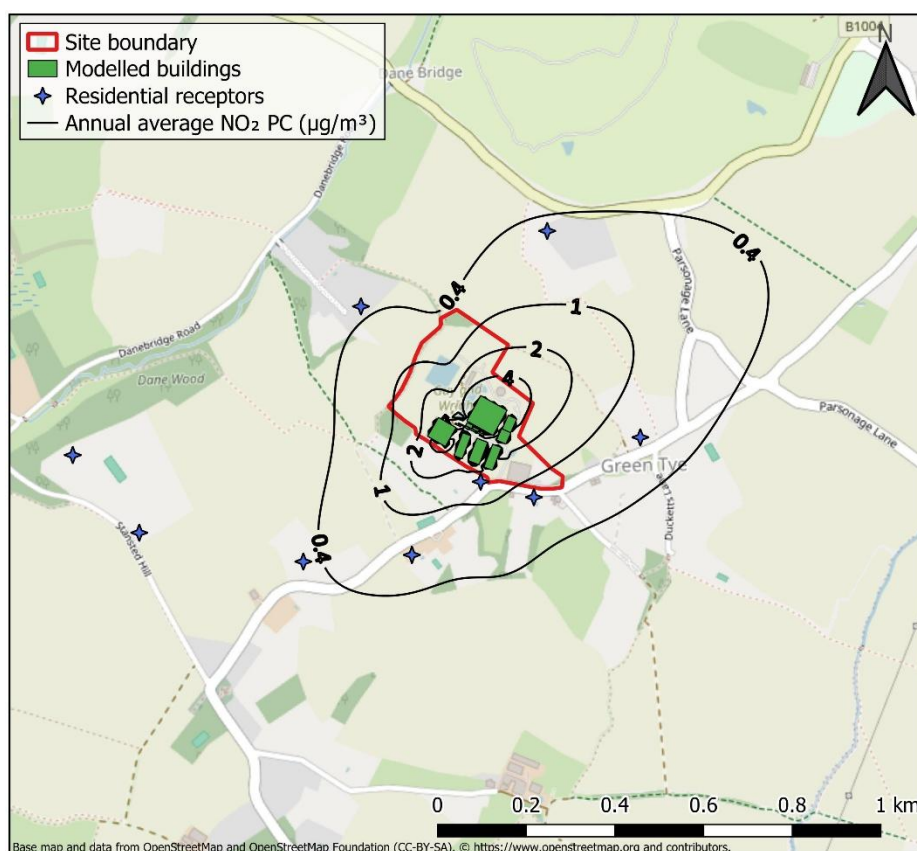 Site boundary
Modelled buildings
Residential receptors
Annual average NO₂ PC (µg/m³)
N
Dane Bridge
Danebridge
0.4
0.4
Parsonage Lane
1
Danebridge Road
2
Dane Wood
4
Parsonage Lane
2
Green Tye
1
Ducketts Lane
Stansted Hill
0.4
0 0.2 0.4 0.6 0.8 1 km
Base map and data from OpenStreetMap and OpenStreetMap Foundation (CC-BY-SA). © https://www.openstreetmap.org and contributors.